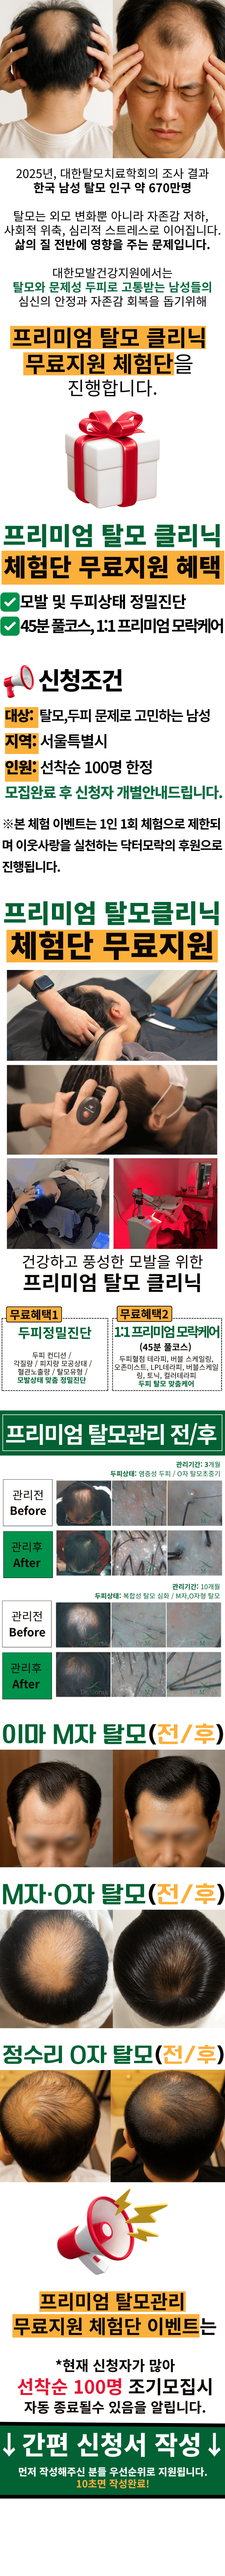 2025년, 대한탈모치료학회의 조사 결과
한국 남성 탈모 인구 약 670만명
탈모는 외모 변화뿐 아니라 자존감 저하,
사회적 위축, 심리적 스트레스로 이어집니다.
삶의 질 전반에 영향을 주는 문제입니다.
대한모발건강지원에서는
탈모와 문제성 두피로 고통받는 남성들의
심신의 안정과 자존감 회복을 돕기위해
프리미엄 탈모 클리닉
무료지원 체험단을
진행합니다.
프리미엄 탈모 클리닉
체험단 무료지원 혜택
모발 및 두피상태 정밀진단
45분 풀코스, 1:1 프리미엄 모락케어
신청조건
대상: 탈모,두피 문제로 고민하는 남성
지역: 서울특별시
인원: 선착순 100명 한정
모집완료 후 신청자 개별안내드립니다.
※본 체험 이벤트는 1인 1회 체험으로 제한되
며 이웃사랑을 실천하는 닥터모락의 후원으로
진행됩니다.
프리미엄 탈모클리닉
체험단 무료지원
건강하고 풍성한 모발을 위한
프리미엄 탈모 클리닉
무료혜택1
두피정밀진단
두피 컨디션 /
각질량 / 피지량 모공상태 /
혈관노출량 / 탈모유형 /
모발상태 맞춤 정밀진단
무료혜택2
1:1 프리미엄 모락케어
(45분 풀코스)
두피혈점 테라피, 버블 스케일링,
오존미스트, LPL테라피, 버블스케일
링, 토닉, 컬러테라피
두피 탈모 맞춤케어
프리미엄 탈모관리 전/후
관리기간: 3개월
두피상태: 염증성 두피 / O자 탈모초중기
관리전
Before
관리후
After
관리기간: 10개월
두피상태: 복합성 탈모 심화 / M자,O자형 탈모
관리전
Before
관리후
After
이마 M자 탈모(전/후)
M자·O자 탈모(전/후)
정수리 O자 탈모(전/후)
프리미엄 탈모관리
무료지원 체험단 이벤트는
*현재 신청자가 많아
선착순 100명 조기모집시
자동 종료될수 있음을 알립니다.
↓간편 신청서 작성↓
먼저 작성해주신 분들 우선순위로 지원됩니다.
10초면 작성완료!